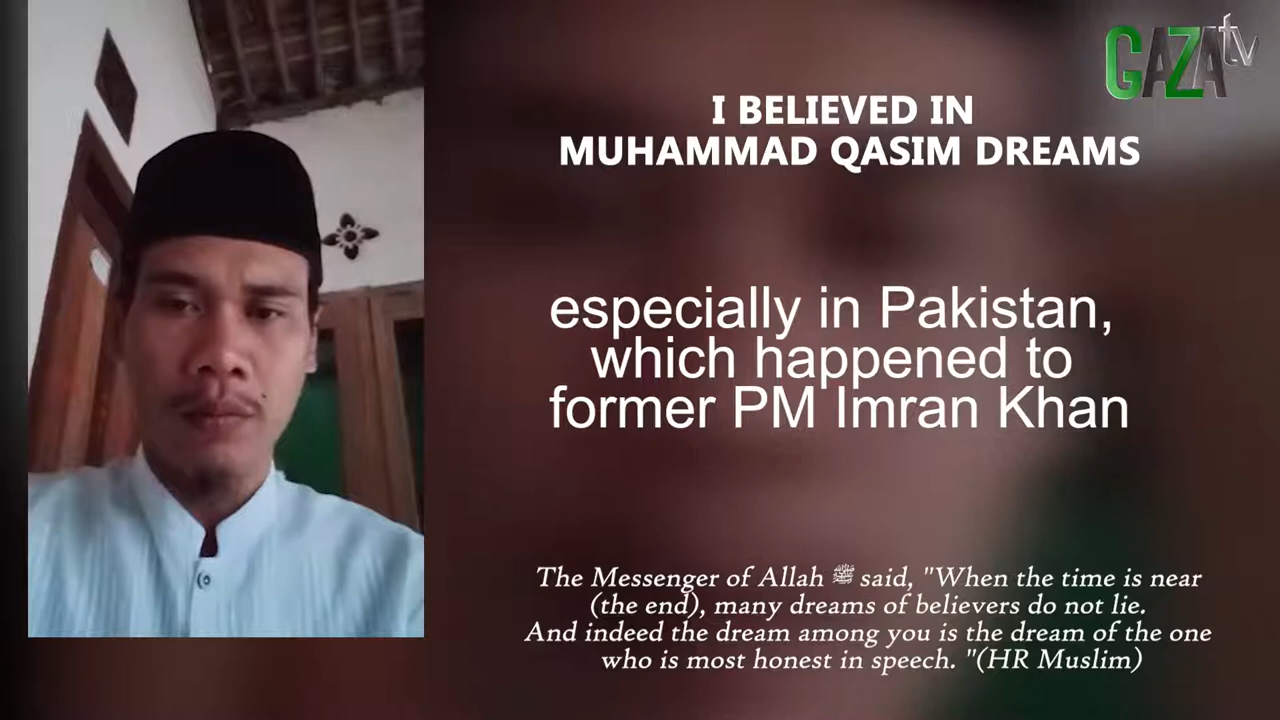 GAZA tv
I BELIEVED IN
MUHAMMAD QASIM DREAMS
especially in Pakistan,
which happened to
former PM Imran Khan
The Messenger of Allah ﷺ said, "When the time is near
(the end), many dreams of believers do not lie.
And indeed the dream among you is the dream of the one
who is most honest in speech. "(HR Muslim)